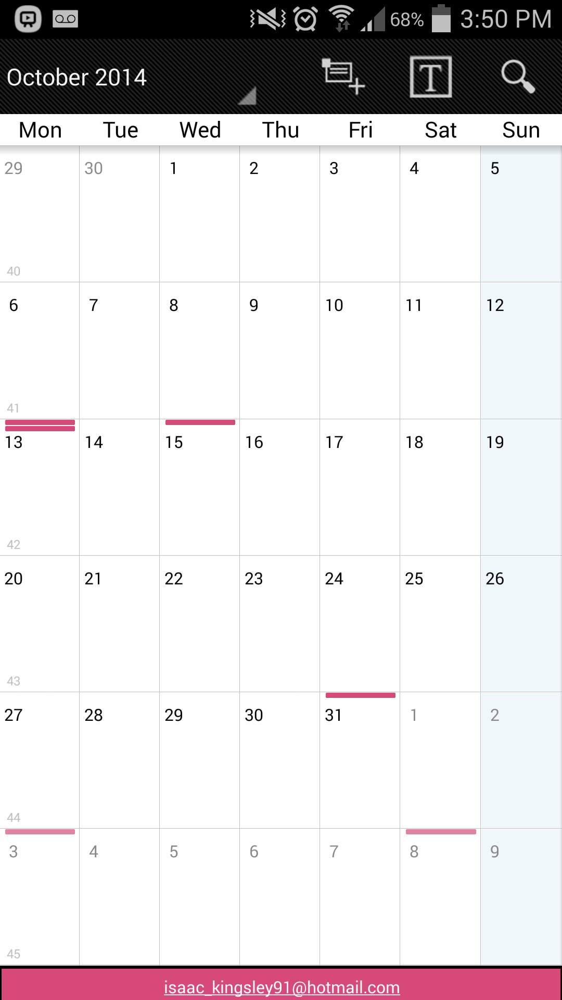 68% 3:50 PM
October 2014 T
Mon Tue Wed Thu Fri Sat Sun
29 30 1 2 3 4 5
40
6 7 8 9 10 11 12
41
13 14 15 16 17 18 19
42
20 21 22 23 24 25 26
43
27 28 29 30 31 1 2
44
3 4 5 6 7 8 9
45
isaac_kingsley91@hotmail.com